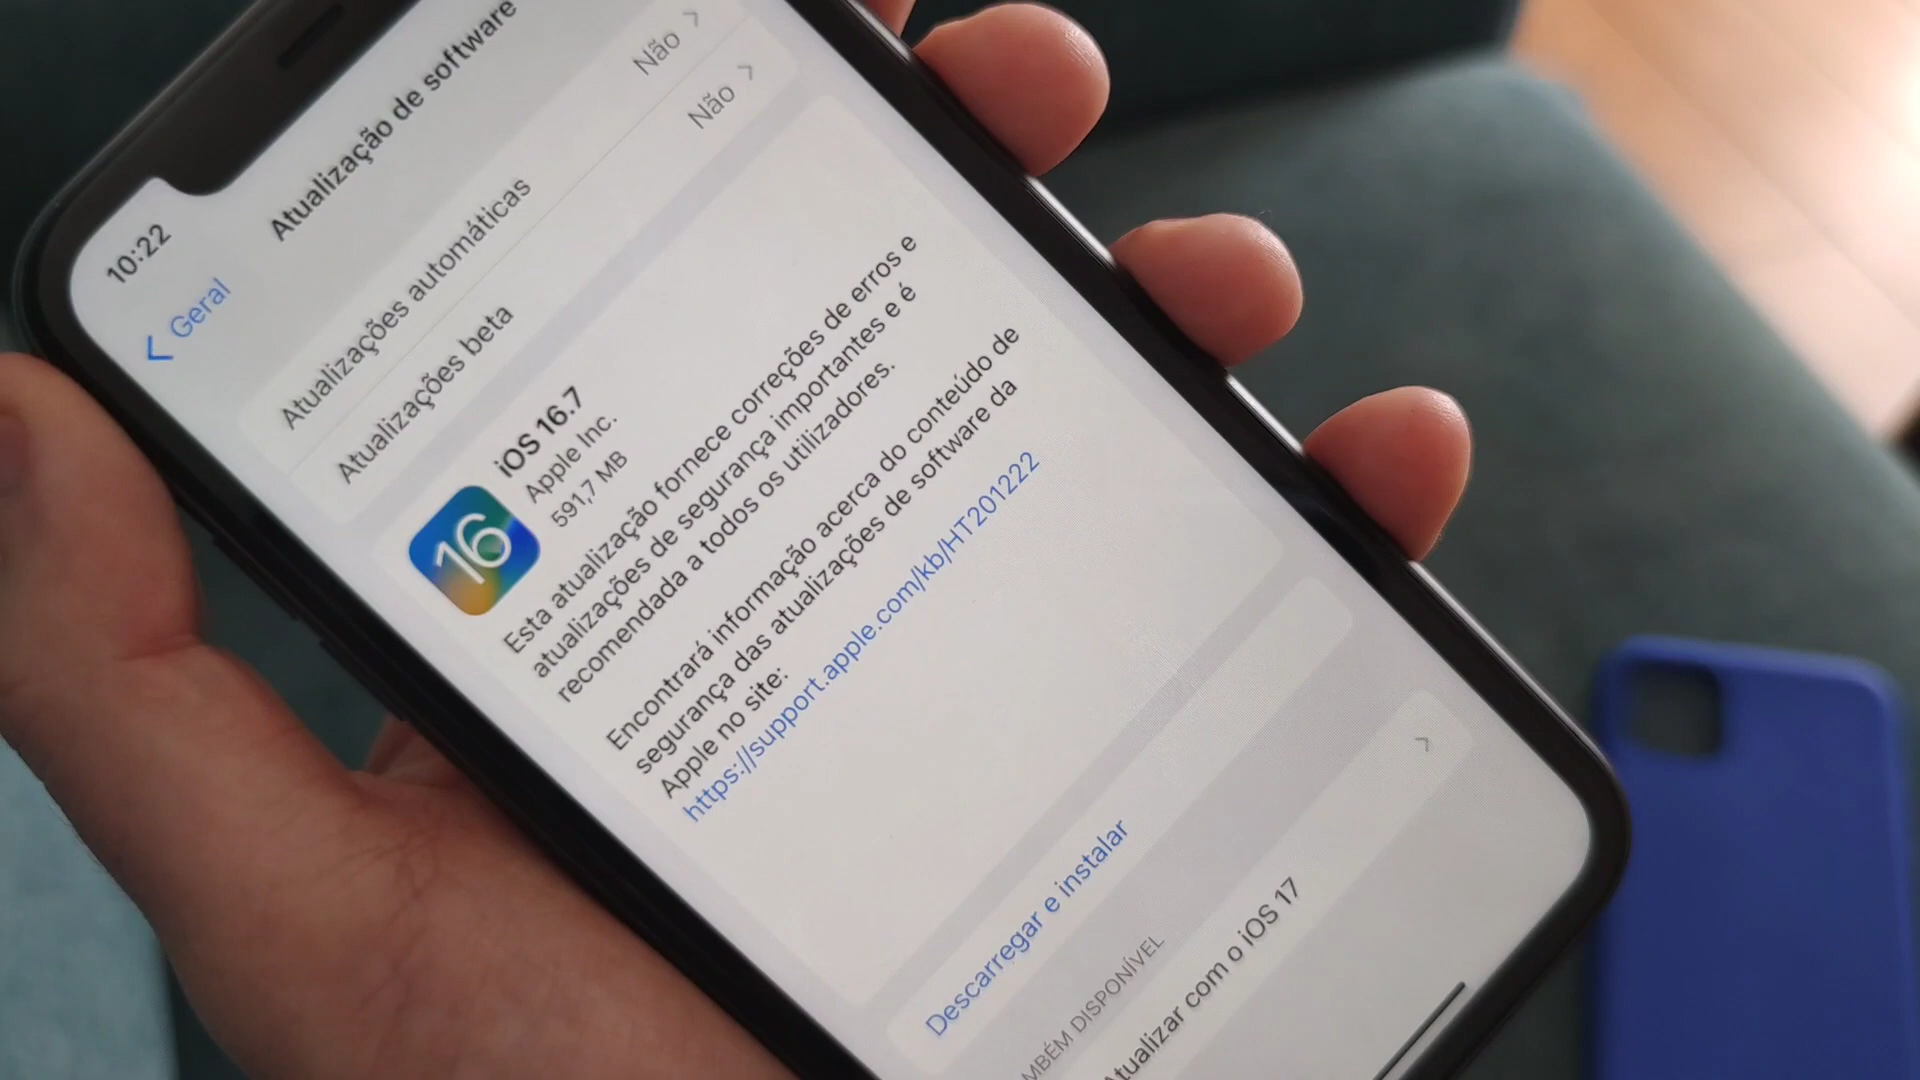 10:22
Geral
Atualização de software
Atualizações automáticas Não
Atualizações beta Não
16
iOS 16.7
Apple Inc.
591,7 MB
Esta atualização fornece correções de erros e
atualizações de segurança importantes e é
recomendada a todos os utilizadores.
Encontrará informação acerca do conteúdo de
segurança das atualizações de software da
Apple no site:
https://support.apple.com/kb/HT201222
Descarregar e instalar
MBÉM DISPONÍVEL
Atualizar com o iOS 17